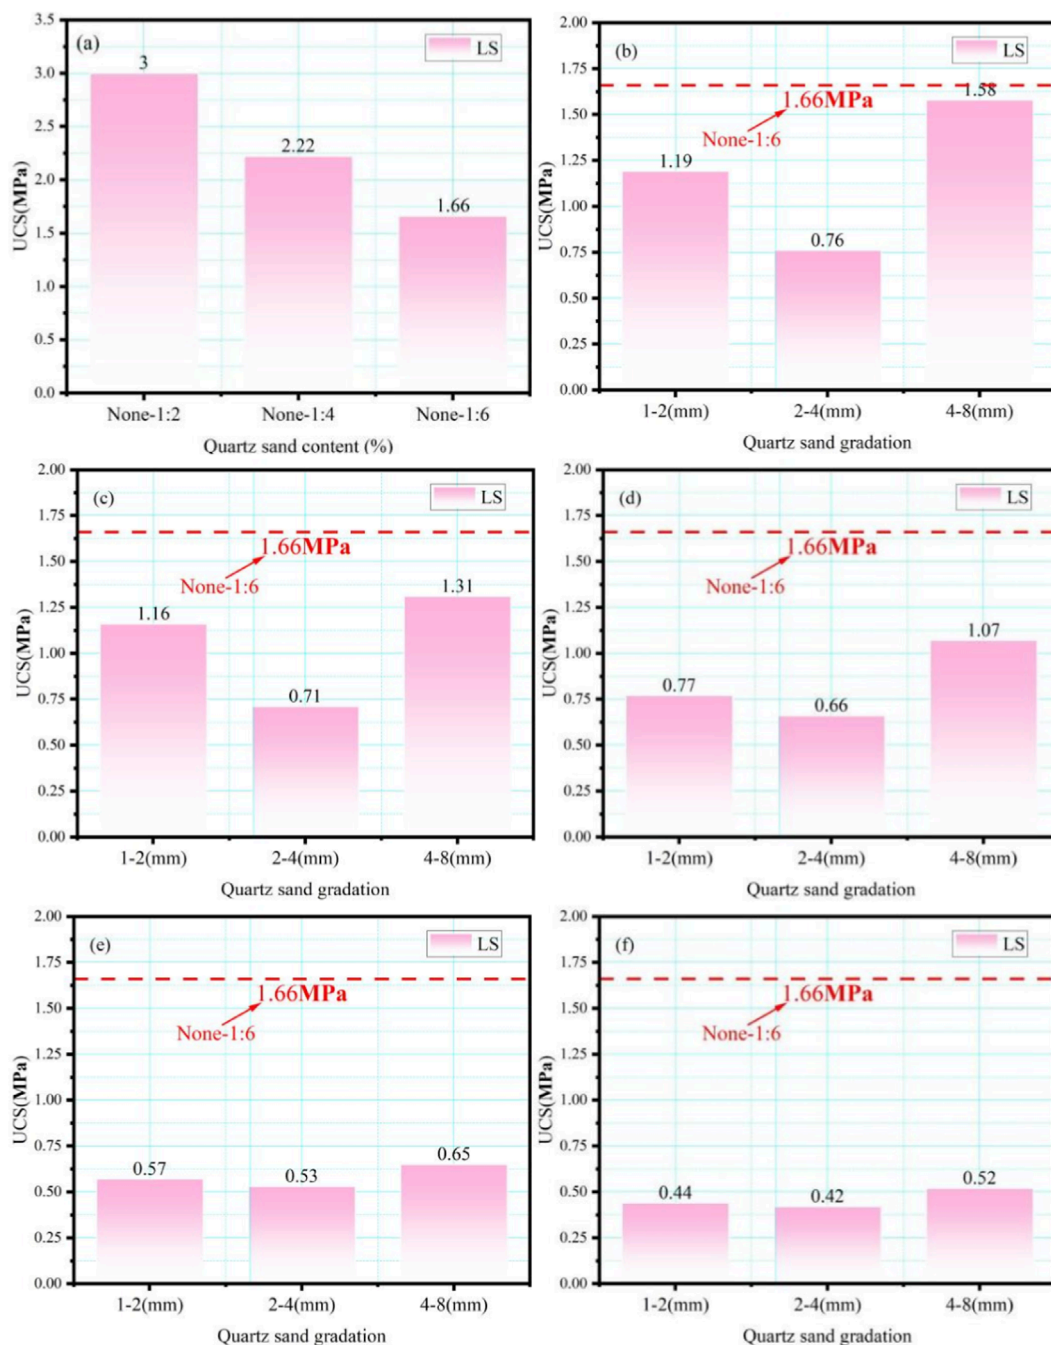 (a)
LS
3.5
3.0
2.5
2.0
1.5
1.0
0.5
0.0
UCS(MPa)
3
2.22
1.66
None-1:2
None-1:4
None-1:6
Quartz sand content (%)
(b)
LS
2.00
1.75
1.50
1.25
1.00
0.75
0.50
0.25
0.00
UCS(MPa)
1.66MPa
None-1:6
1.19
0.76
1.58
1-2(mm)
2-4(mm)
4-8(mm)
Quartz sand gradation
(c)
LS
2.00
1.75
1.50
1.25
1.00
0.75
0.50
0.25
0.00
UCS(MPa)
1.66MPa
None-1:6
1.16
0.71
1.31
1-2(mm)
2-4(mm)
4-8(mm)
Quartz sand gradation
(d)
LS
2.00
1.75
1.50
1.25
1.00
0.75
0.50
0.25
0.00
UCS(MPa)
1.66MPa
None-1:6
0.77
0.66
1.07
1-2(mm)
2-4(mm)
4-8(mm)
Quartz sand gradation
(e)
LS
2.00
1.75
1.50
1.25
1.00
0.75
0.50
0.25
0.00
UCS(MPa)
1.66MPa
None-1:6
0.57
0.53
0.65
1-2(mm)
2-4(mm)
4-8(mm)
Quartz sand gradation
(f)
LS
2.00
1.75
1.50
1.25
1.00
0.75
0.50
0.25
0.00
UCS(MPa)
1.66MPa
None-1:6
0.44
0.42
0.52
1-2(mm)
2-4(mm)
4-8(mm)
Quartz sand gradation